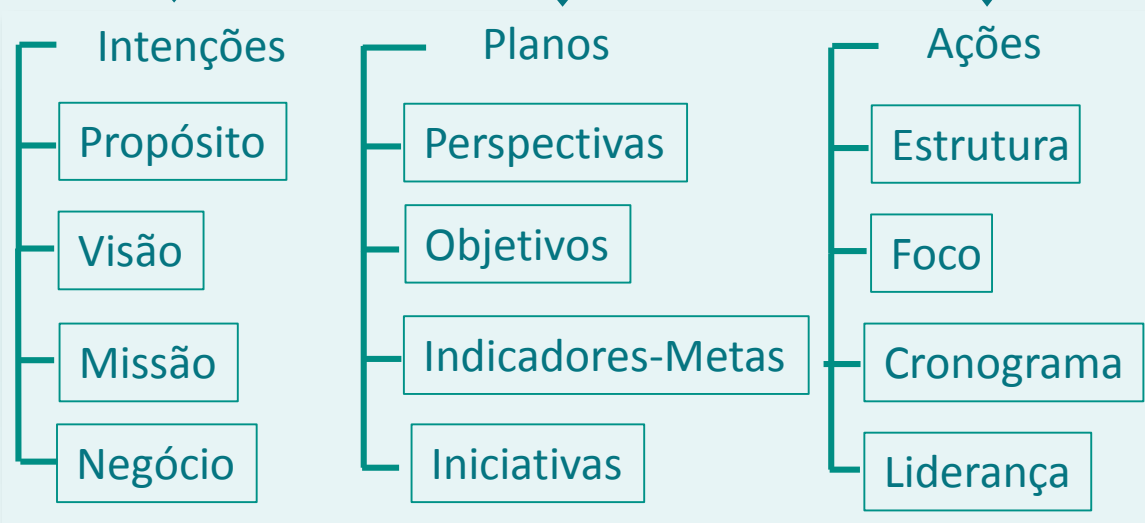 Intenções
Propósito
Visão
Missão
Negócio
Planos
Perspectivas
Objetivos
Indicadores-Metas
Iniciativas
Ações
Estrutura
Foco
Cronograma
Liderança